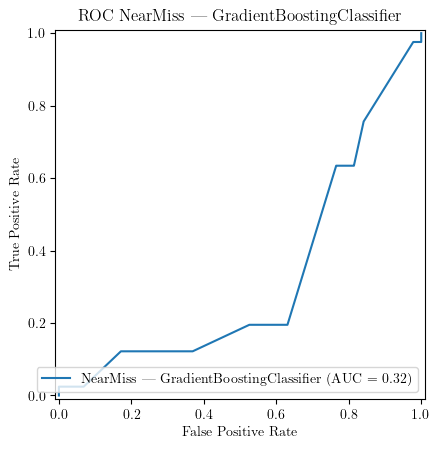 ROC NearMiss — GradientBoostingClassifier
1.0
0.8
0.6
0.4
0.2
0.0
True Positive Rate
NearMiss — GradientBoostingClassifier (AUC = 0.32)
0.0 0.2 0.4 0.6 0.8 1.0
False Positive Rate